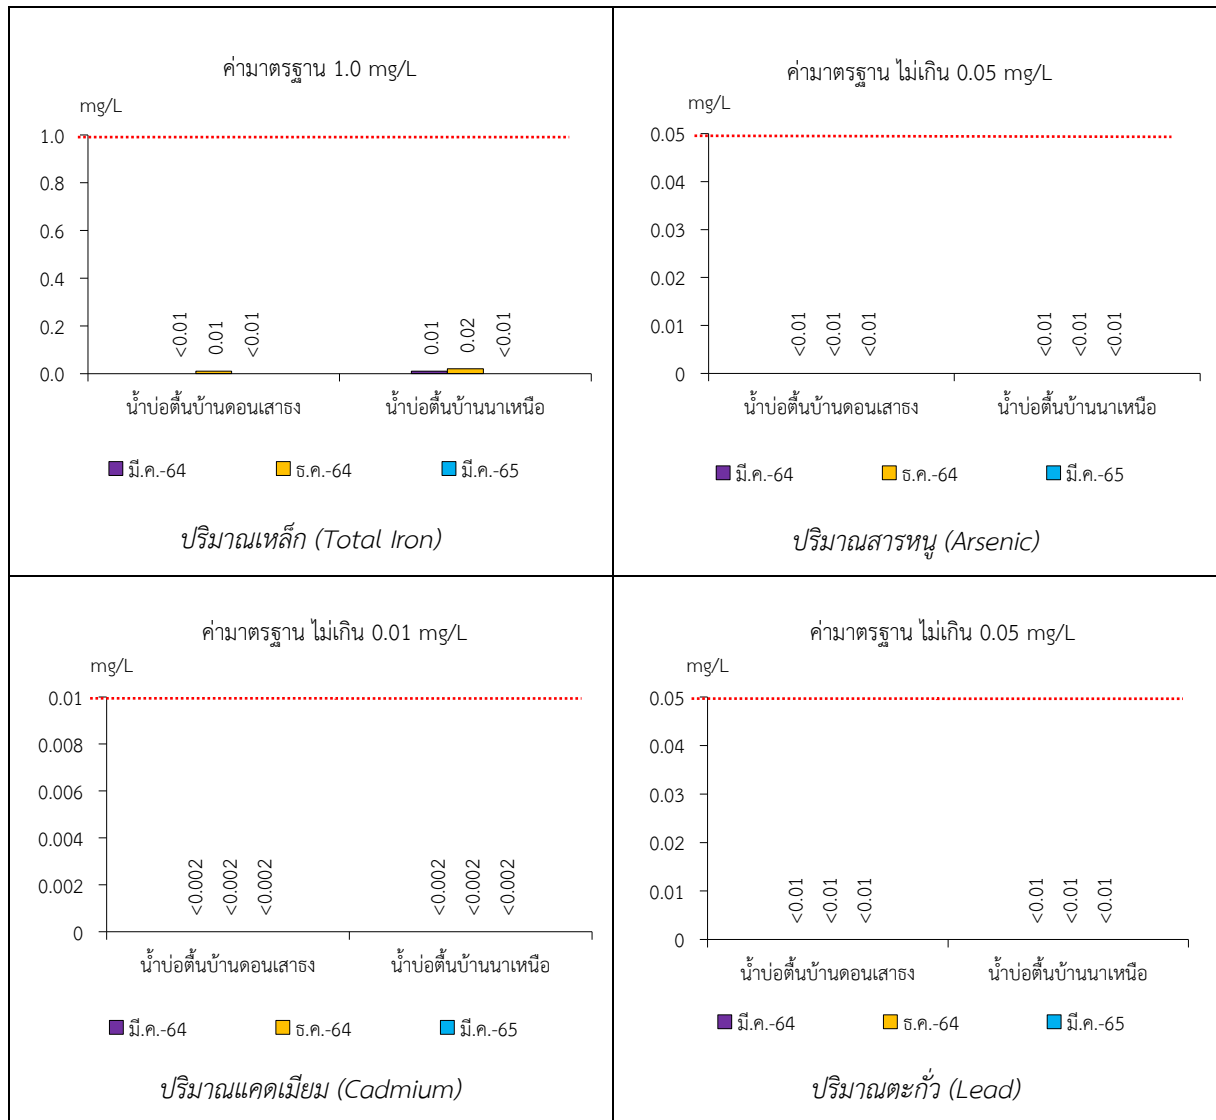 ค่ามาตรฐาน 1.0 mg/L
mg/L
1.0
0.8
0.6
0.4
0.2
0.0
<0.01 0.01 <0.01 0.01 0.02 <0.01
น้ำบ่อตื้นบ้านดอนเสาธง น้ำบ่อตื้นบ้านนาเหนือ
มี.ค.-64 ธ.ค.-64 มี.ค.-65
ปริมาณเหล็ก (Total Iron)
ค่ามาตรฐาน ไม่เกิน 0.05 mg/L
mg/L
0.05
0.04
0.03
0.02
0.01
0
<0.01 <0.01 <0.01 <0.01 <0.01 <0.01
น้ำบ่อตื้นบ้านดอนเสาธง น้ำบ่อตื้นบ้านนาเหนือ
มี.ค.-64 ธ.ค.-64 มี.ค.-65
ปริมาณสารหนู (Arsenic)
ค่ามาตรฐาน ไม่เกิน 0.01 mg/L
mg/L
0.01
0.008
0.006
0.004
0.002
0
<0.002 <0.002 <0.002 <0.002 <0.002 <0.002
น้ำบ่อตื้นบ้านดอนเสาธง น้ำบ่อตื้นบ้านนาเหนือ
มี.ค.-64 ธ.ค.-64 มี.ค.-65
ปริมาณแคดเมียม (Cadmium)
ค่ามาตรฐาน ไม่เกิน 0.05 mg/L
mg/L
0.05
0.04
0.03
0.02
0.01
0
<0.01 <0.01 <0.01 <0.01 <0.01 <0.01
น้ำบ่อตื้นบ้านดอนเสาธง น้ำบ่อตื้นบ้านนาเหนือ
มี.ค.-64 ธ.ค.-64 มี.ค.-65
ปริมาณตะกั่ว (Lead)